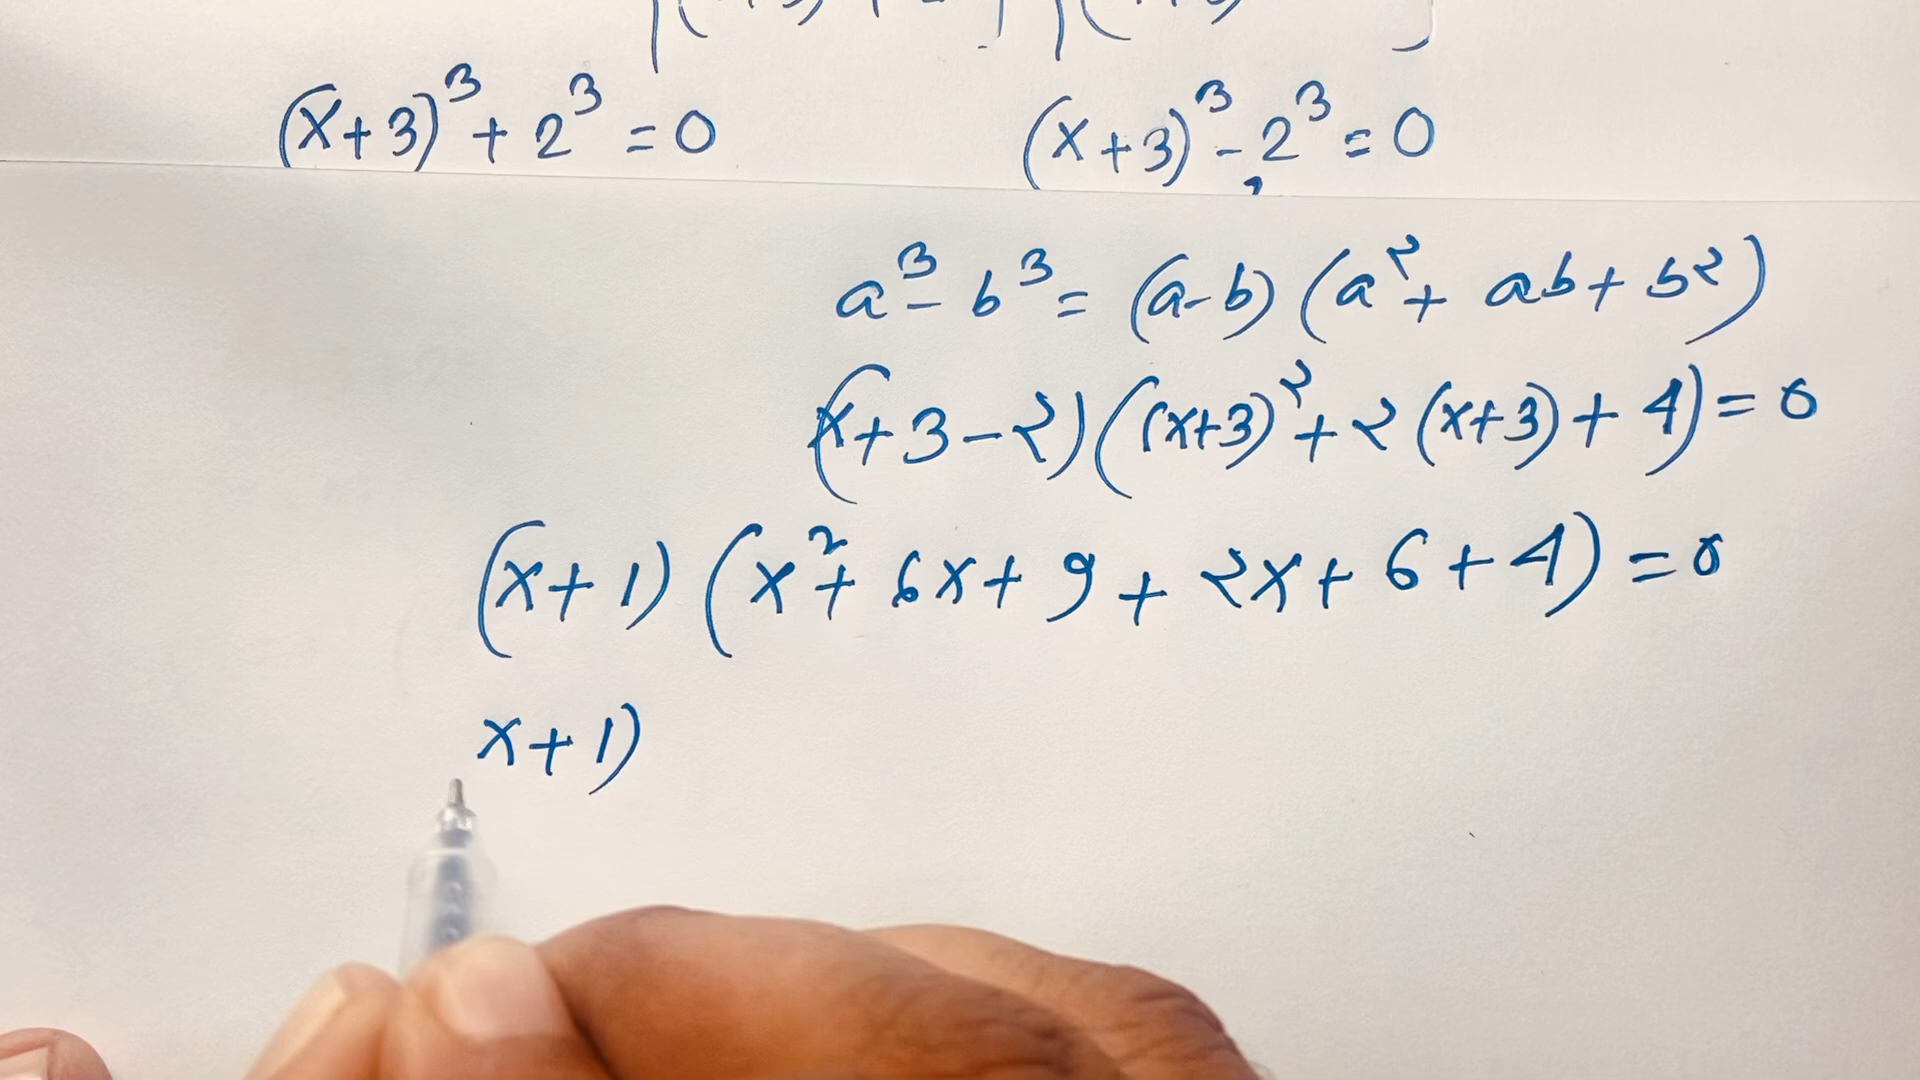 (x+3)³+2³=0 (x+3)³-2³=0
a³-b³=(a-b)(a²+ab+b²)
(x+3-2)((x+3)²+2(x+3)+4)=0
(x+1)(x²+6x+9+2x+6+4)=0
x+1)